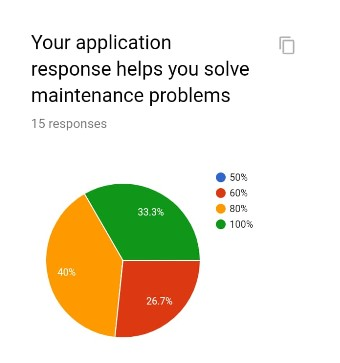 Your application
response helps you solve
maintenance problems
15 responses
50%
60%
80%
100%
33.3%
40%
26.7%